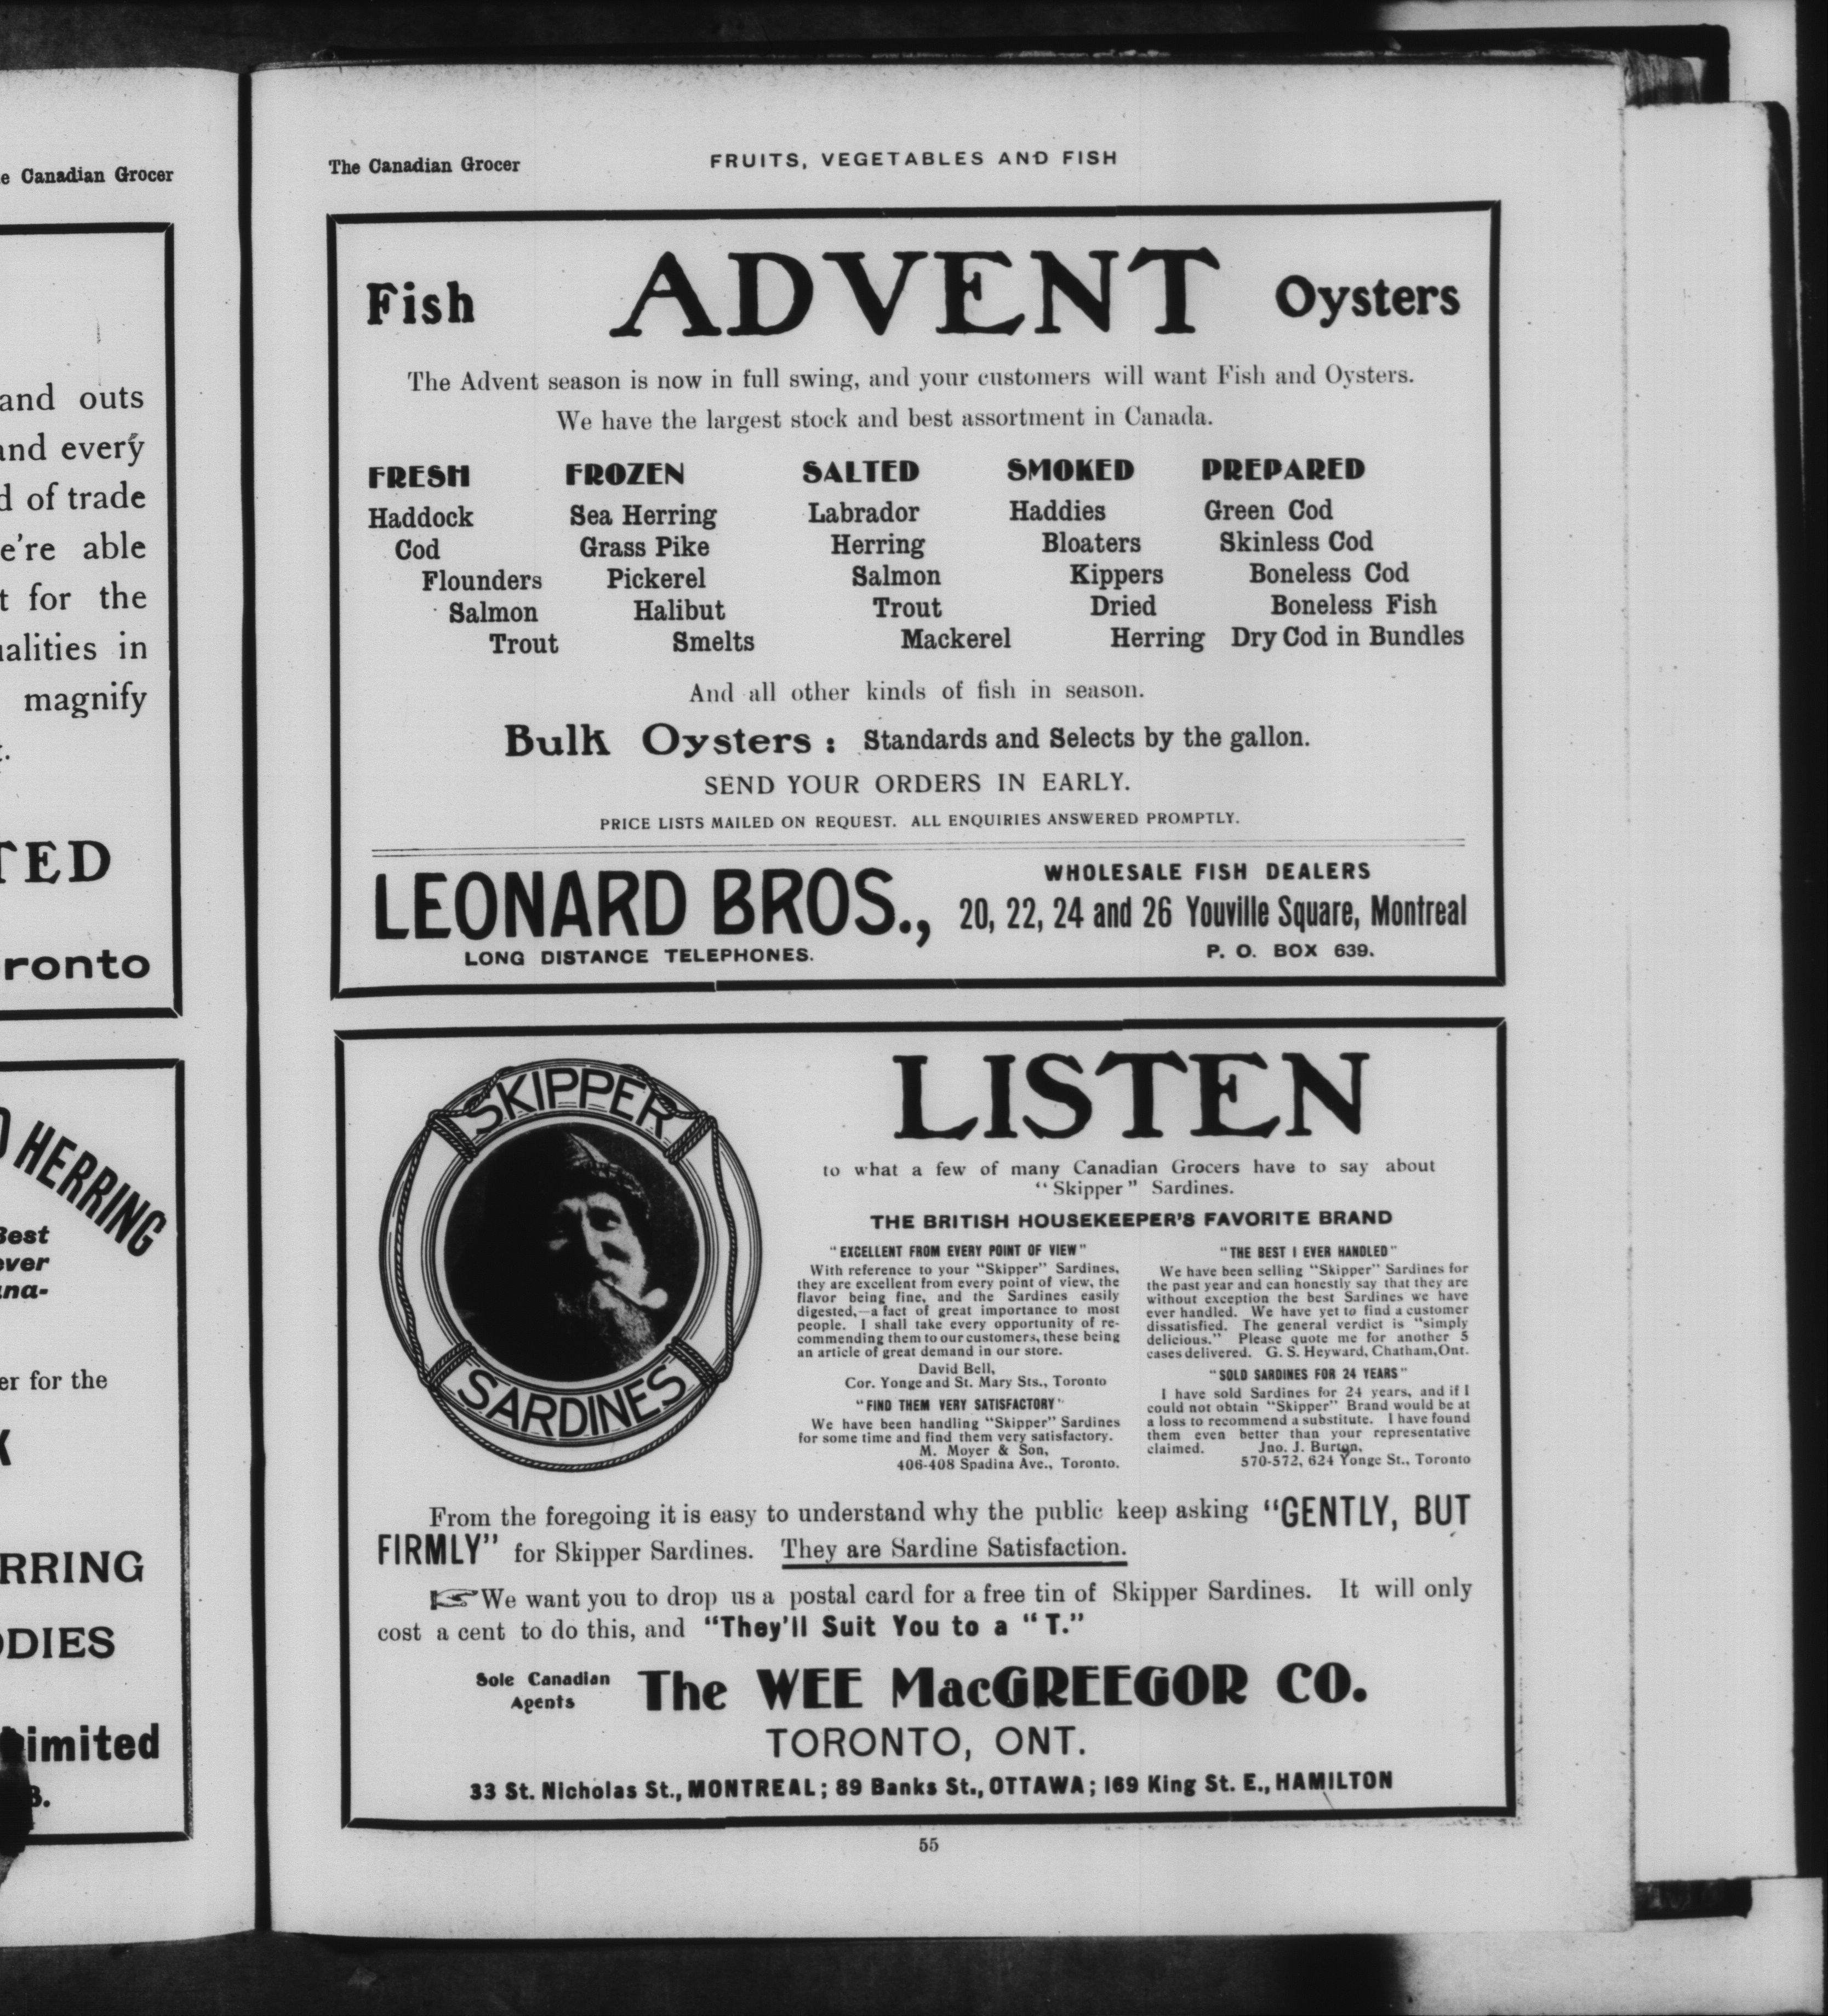 e Canadian Grocer
and outs
and every
d of trade
e're able
t for the
alities in
magnify
TED
ronto
HERRING
Best
ever
ana-
er for the
K
RRING
DDIES
imited
B.
The Canadian Grocer
FRUITS, VEGETABLES AND FISH
Fish ADVENT Oysters
The Advent season is now in full swing, and your customers will want Fish and Oysters.
We have the largest stock and best assortment in Canada.
FRESH FROZEN SALTED SMOKED PREPARED
Haddock Sea Herring Labrador Haddies Green Cod
Cod Grass Pike Herring Bloaters Skinless Cod
Flounders Pickerel Salmon Kippers Boneless Cod
Salmon Halibut Trout Dried Boneless Fish
Trout Smelts Mackerel Herring Dry Cod in Bundles
And all other kinds of fish in season.
Bulk Oysters: Standards and Selects by the gallon.
SEND YOUR ORDERS IN EARLY.
PRICE LISTS MAILED ON REQUEST. ALL ENQUIRIES ANSWERED PROMPTLY.
LEONARD BROS.,
LONG DISTANCE TELEPHONES.
WHOLESALE FISH DEALERS
20, 22, 24 and 26 Youville Square, Montreal
P. O. BOX 639.
SKIPPER
SARDINES
LISTEN
to what a few of many Canadian Grocers have to say about
"Skipper" Sardines.
THE BRITISH HOUSEKEEPER'S FAVORITE BRAND
"EXCELLENT FROM EVERY POINT OF VIEW"
With reference to your "Skipper" Sardines,
they are excellent from every point of view, the
flavor being fine, and the Sardines easily
digested,—a fact of great importance to most
people. I shall take every opportunity of re-
commending them to our customers, these being
an article of great demand in our store.
David Bell,
Cor. Yonge and St. Mary Sts., Toronto
"FIND THEM VERY SATISFACTORY"
We have been handling "Skipper" Sardines
for some time and find them very satisfactory.
M. Moyer & Son,
406-408 Spadina Ave., Toronto.
"THE BEST I EVER HANDLED"
We have been selling "Skipper" Sardines for
the past year and can honestly say that they are
without exception the best Sardines we have
ever handled. We have yet to find a customer
dissatisfied. The general verdict is "simply
delicious." Please quote me for another 5
cases delivered. G. S. Heyward, Chatham, Ont.
"SOLD SARDINES FOR 24 YEARS"
I have sold Sardines for 24 years, and if I
could not obtain "Skipper" Brand would be at
a loss to recommend a substitute. I have found
them even better than your representative
claimed. Jno. J. Burton,
570-572, 624 Yonge St., Toronto
From the foregoing it is easy to understand why the public keep asking "GENTLY, BUT
FIRMLY" for Skipper Sardines. They are Sardine Satisfaction.
☞ We want you to drop us a postal card for a free tin of Skipper Sardines. It will only
cost a cent to do this, and "They'll Suit You to a "T."
Sole Canadian
Agents
The WEE MacGREEGOR CO.
TORONTO, ONT.
33 St. Nicholas St., MONTREAL; 89 Banks St., OTTAWA; 169 King St. E., HAMILTON
55